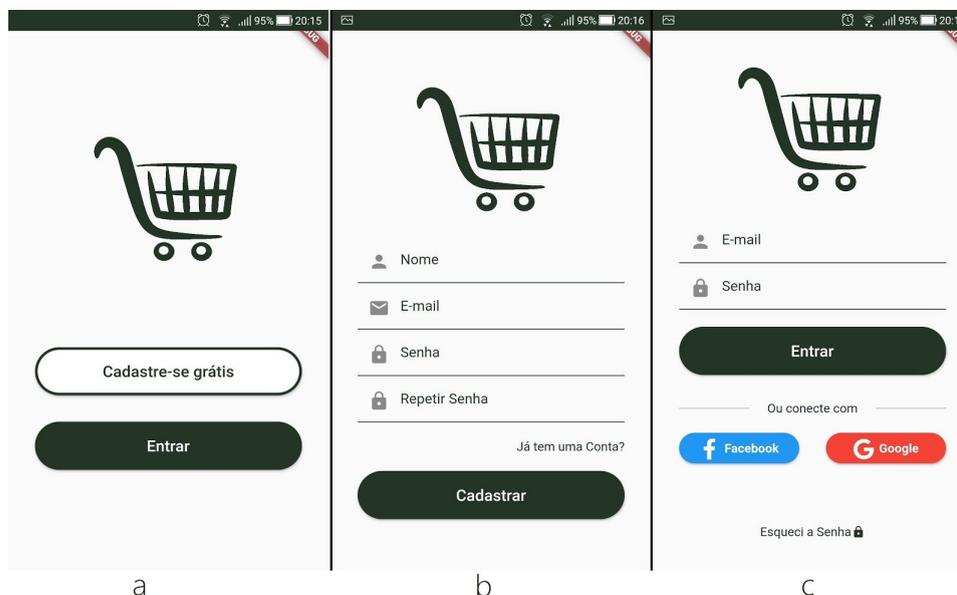 95% 20:15
Cadastre-se grátis
Entrar
a
95% 20:16
Nome
E-mail
Senha
Repetir Senha
Já tem uma Conta?
Cadastrar
b
95%
E-mail
Senha
Entrar
Ou conecte com
Facebook
Google
Esqueci a Senha
c